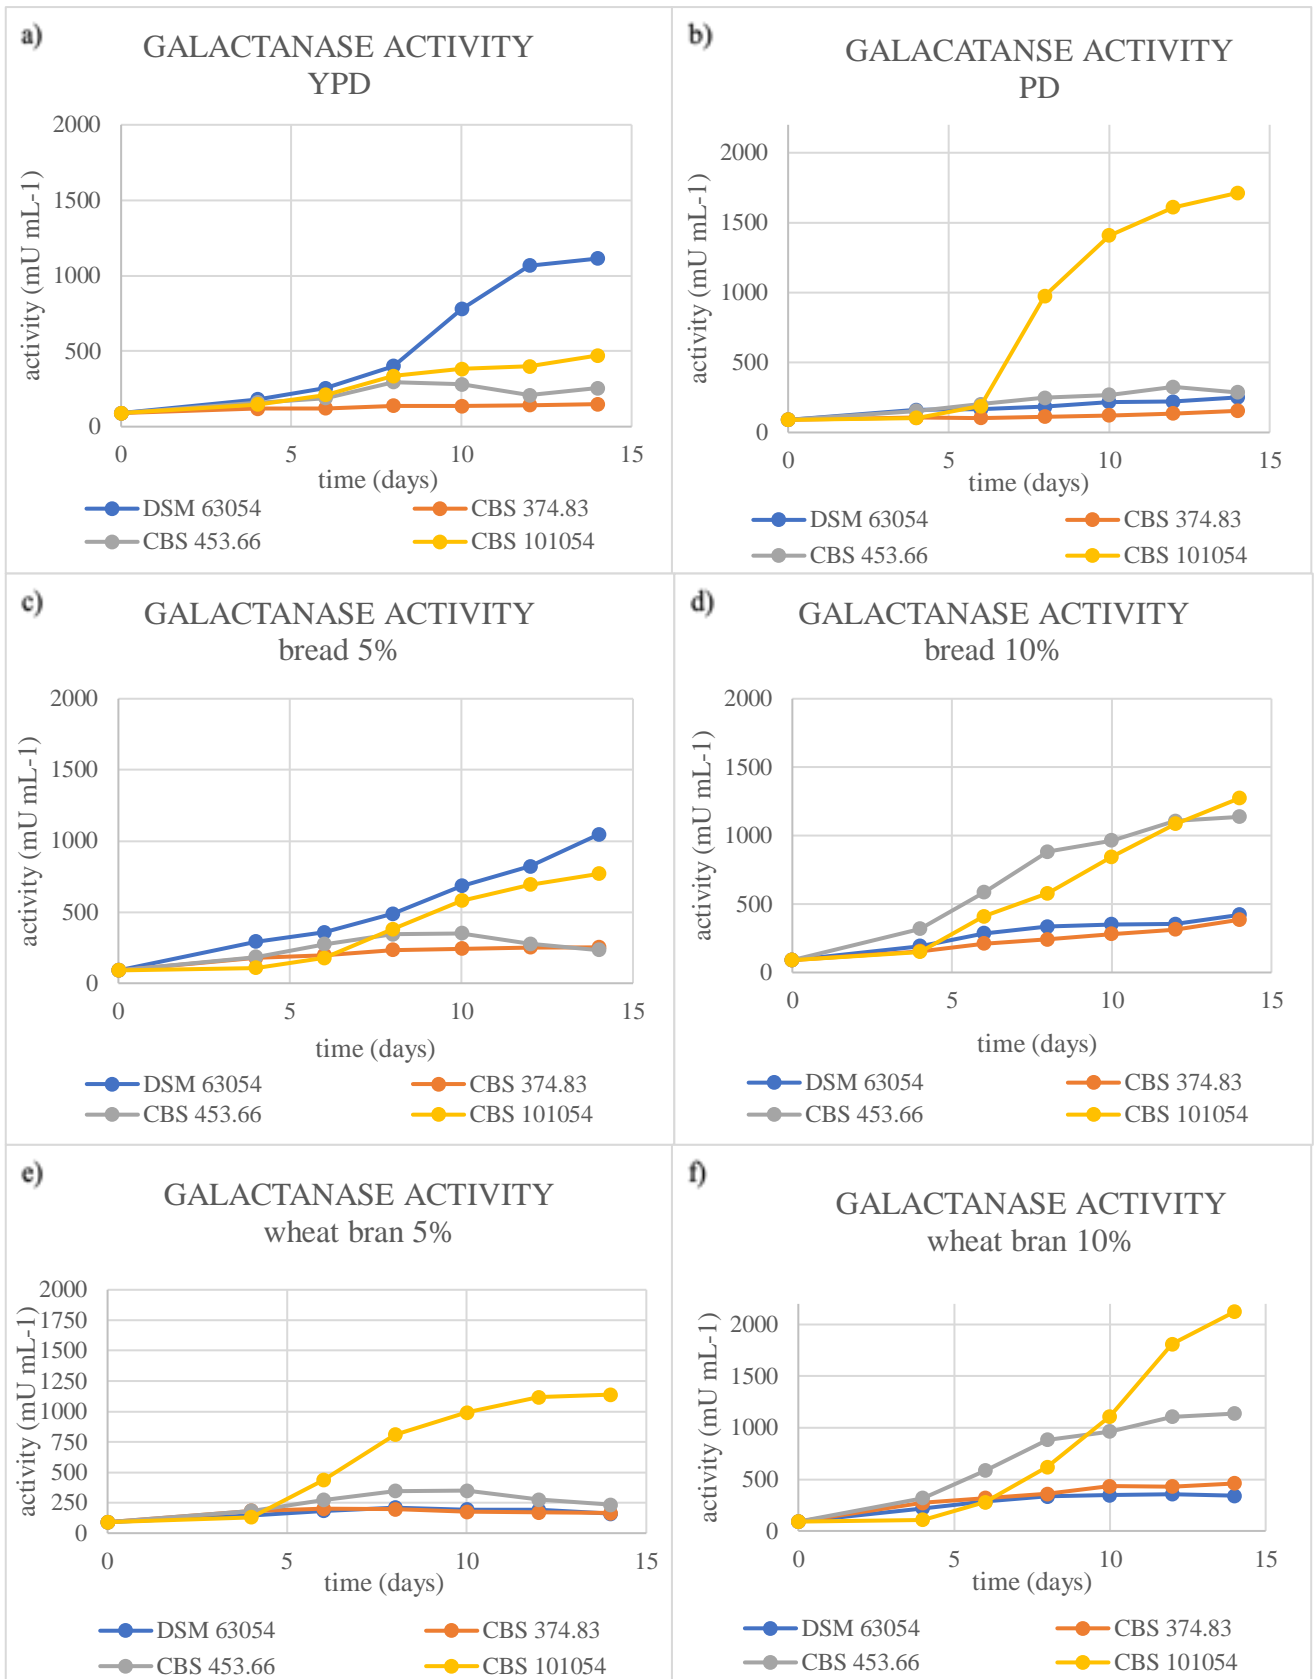 a)
GALACTANASE ACTIVITY
YPD
activity (mU mL-1)
2000
1500
1000
500
0
0 5 10 15
time (days)
DSM 63054 CBS 374.83
CBS 453.66 CBS 101054
b)
GALACATANSE ACTIVITY
PD
activity (mU mL-1)
2000
1500
1000
500
0
0 5 10 15
time (days)
DSM 63054 CBS 374.83
CBS 453.66 CBS 101054
c)
GALACTANASE ACTIVITY
bread 5%
activity (mU mL-1)
2000
1500
1000
500
0
0 5 10 15
time (days)
DSM 63054 CBS 374.83
CBS 453.66 CBS 101054
d)
GALACTANASE ACTIVITY
bread 10%
activity (mU mL-1)
2000
1500
1000
500
0
0 5 10 15
time (days)
DSM 63054 CBS 374.83
CBS 453.66 CBS 101054
e)
GALACTANASE ACTIVITY
wheat bran 5%
activity (mU mL-1)
2000
1750
1500
1250
1000
750
500
250
0
0 5 10 15
time (days)
DSM 63054 CBS 374.83
CBS 453.66 CBS 101054
f)
GALACTANASE ACTIVITY
wheat bran 10%
activity (mU mL-1)
2000
1500
1000
500
0
0 5 10 15
time (days)
DSM 63054 CBS 374.83
CBS 453.66 CBS 101054